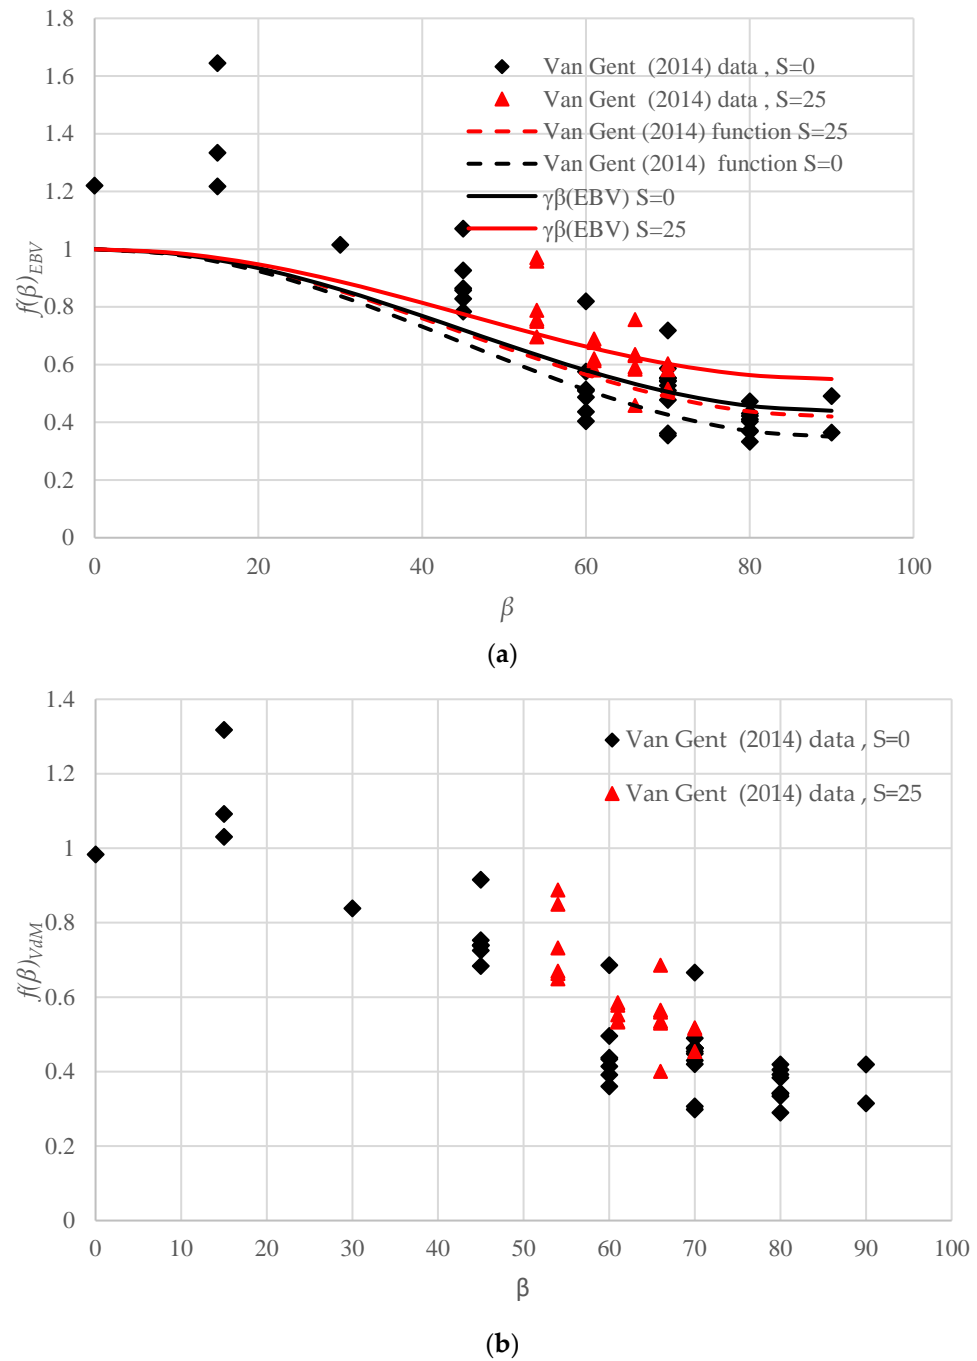 1.8
1.6
1.4
1.2
1
0.8
0.6
0.4
0.2
0
f(β)EBV
Van Gent (2014) data , S=0
Van Gent (2014) data , S=25
Van Gent (2014) function S=25
Van Gent (2014) function S=0
γβ(EBV) S=0
γβ(EBV) S=25
0 20 40 60 80 100
β
(a)
1.4
1.2
1
0.8
0.6
0.4
0.2
0
f(β)VdM
Van Gent (2014) data , S=0
Van Gent (2014) data , S=25
0 10 20 30 40 50 60 70 80 90 100
β
(b)